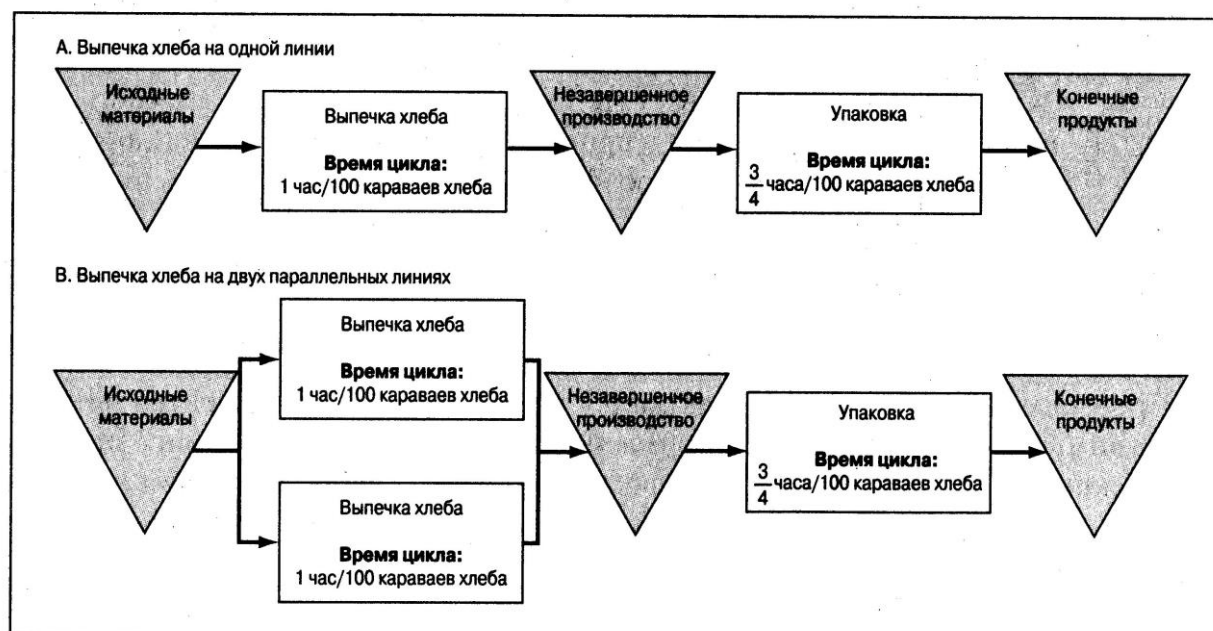 А. Выпечка хлеба на одной линии
Исходные
материалы
Выпечка хлеба
Время цикла:
1 час/100 караваев хлеба
Незавершенное
производство
Упаковка
Время цикла:
3/4 часа/100 караваев хлеба
Конечные
продукты
В. Выпечка хлеба на двух параллельных линиях
Исходные
материалы
Выпечка хлеба
Время цикла:
1 час/100 караваев хлеба
Выпечка хлеба
Время цикла:
1 час/100 караваев хлеба
Незавершенное
производство
Упаковка
Время цикла:
3/4 часа/100 караваев хлеба
Конечные
продукты